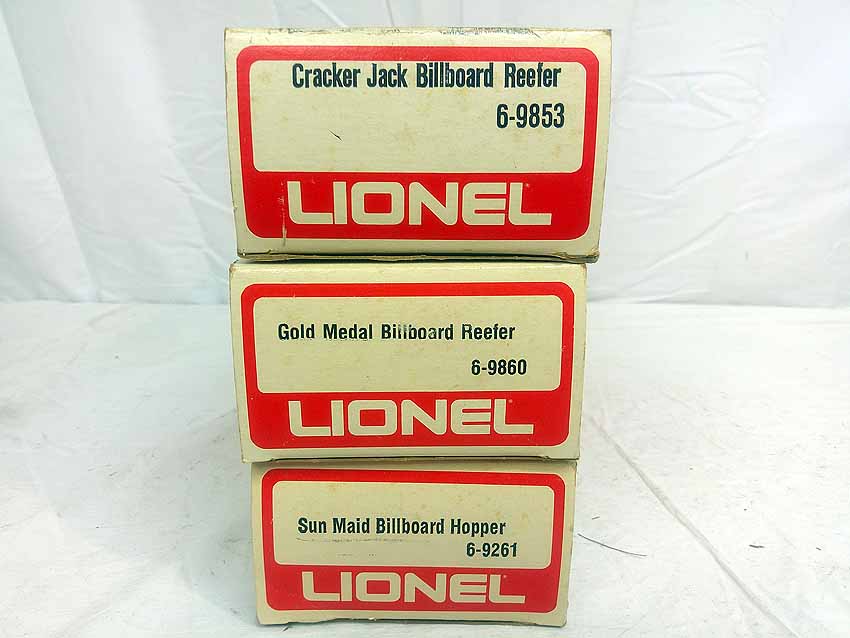 Cracker Jack Billboard Reefer
6-9853
LIONEL
Gold Medal Billboard Reefer
6-9860
LIONEL
Sun Maid Billboard Hopper
6-9261
LIONEL